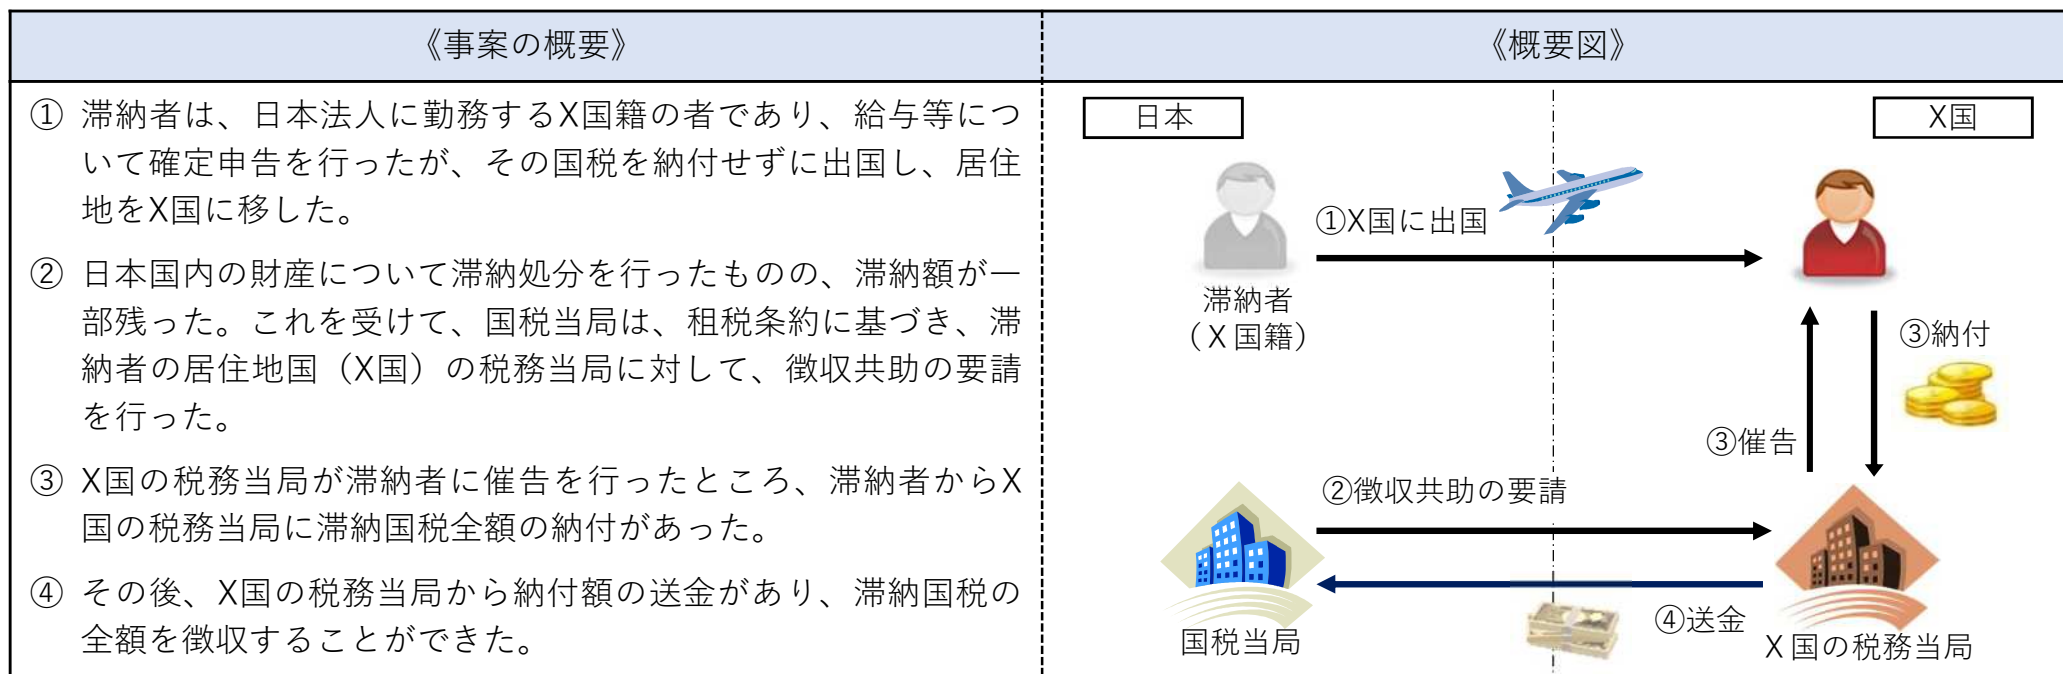 《事案の概要》
① 滞納者は、日本法人に勤務するX国籍の者であり、給与等につ
いて確定申告を行ったが、その国税を納付せずに出国し、居住
地をX国に移した。
② 日本国内の財産について滞納処分を行ったものの、滞納額が一
部残った。これを受けて、国税当局は、租税条約に基づき、滞
納者の居住地国（X国）の税務当局に対して、徴収共助の要請
を行った。
③ X国の税務当局が滞納者に催告を行ったところ、滞納者からX
国の税務当局に滞納国税全額の納付があった。
④ その後、X国の税務当局から納付額の送金があり、滞納国税の
全額を徴収することができた。
《概要図》
日本
X国
①X国に出国
滞納者
（X国籍）
③納付
③催告
②徴収共助の要請
④送金
国税当局
X国の税務当局